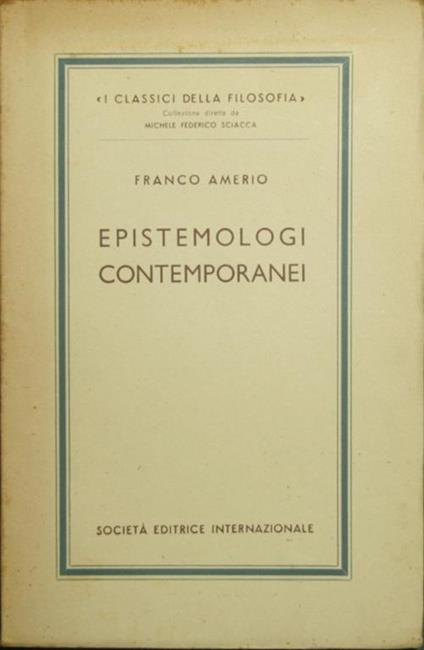 « I CLASSICI DELLA FILOSOFIA »
Collezione diretta da
MICHELE FEDERICO SCIACCA
FRANCO AMERIO
EPISTEMOLOGI
CONTEMPORANEI
SOCIETÀ EDITRICE INTERNAZIONALE